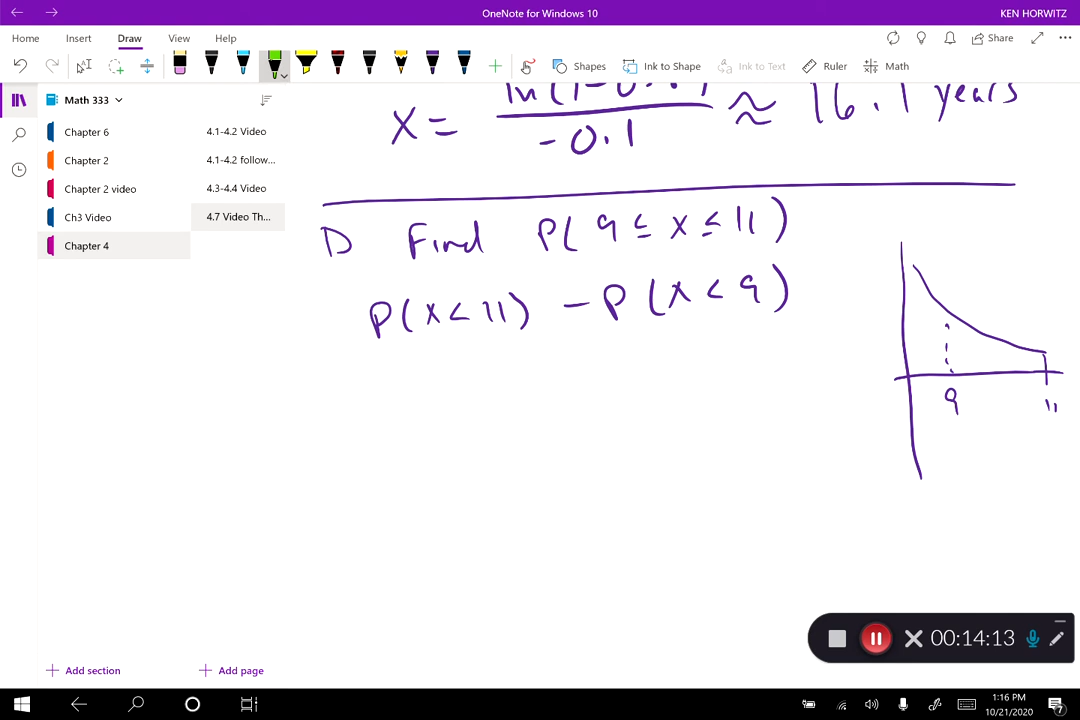 OneNote for Windows 10
KEN HORWITZ
Home Insert Draw View Help
Share
Shapes Ink to Shape Ink to Text Ruler Math
Math 333
Chapter 6
Chapter 2
Chapter 2 video
Ch3 Video
Chapter 4
4.1-4.2 Video
4.1-4.2 follow...
4.3-4.4 Video
4.7 Video Th...
x = / -0.1 ≈ 16.1 years
D Find P( 9 ≤ x ≤ 11 )
P(x < 11) - P(x < 9)
9 11
00:14:13
Add section Add page
1:16 PM
10/21/2020
7